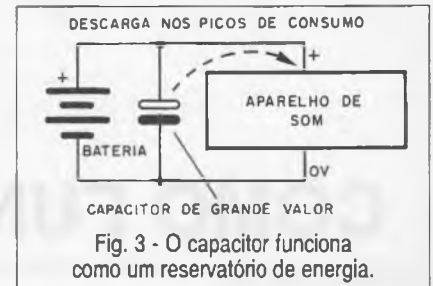 DESCARGA NOS PICOS DE CONSUMO
+
+
APARELHO DE
SOM
BATERIA
0V
CAPACITOR DE GRANDE VALOR
Fig. 3 - O capacitor funciona
como um reservatório de energia.